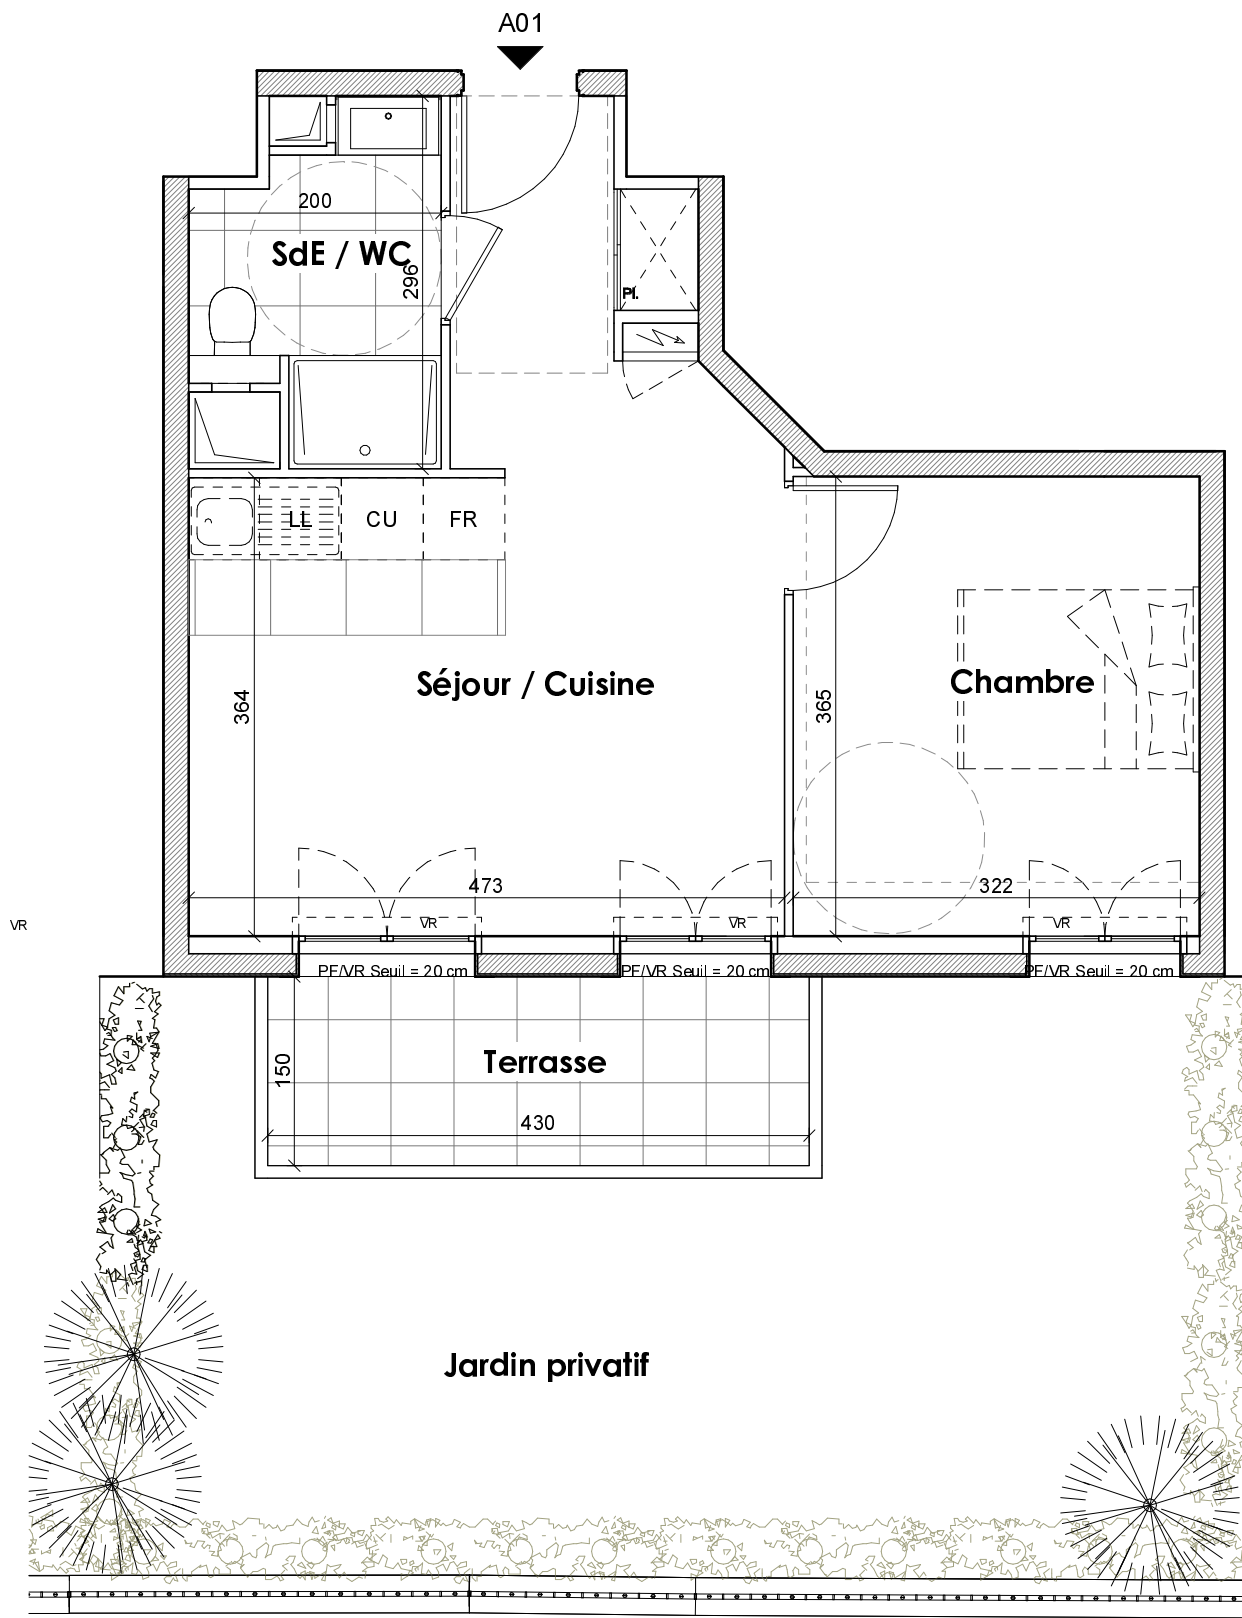 A01
200
SdE / WC
296
Pl.
LL
CU
FR
Séjour / Cuisine
Chambre
364
365
473
322
VR
VR
VR
VR
PF/VR Seuil = 20 cm
PF/VR Seuil = 20 cm
PF/VR Seuil = 20 cm
Terrasse
150
430
Jardin privatif